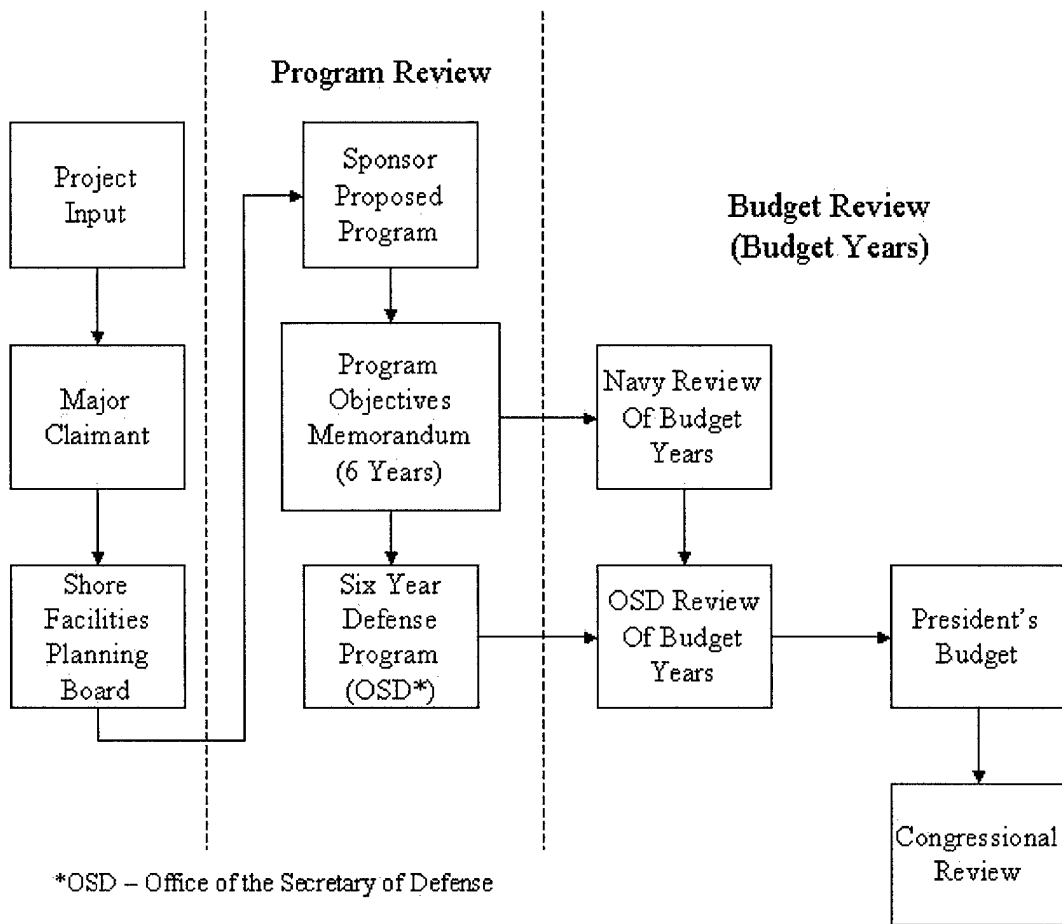 Program Review
Project
Input
Major
Claimant
Shore
Facilities
Planning
Board
Sponsor
Proposed
Program
Program
Objectives
Memorandum
(6 Years)
Six Year
Defense
Program
(OSD*)
Budget Review
(Budget Years)
Navy Review
Of Budget
Years
OSD Review
Of Budget
Years
President's
Budget
Congressional
Review
*OSD – Office of the Secretary of Defense